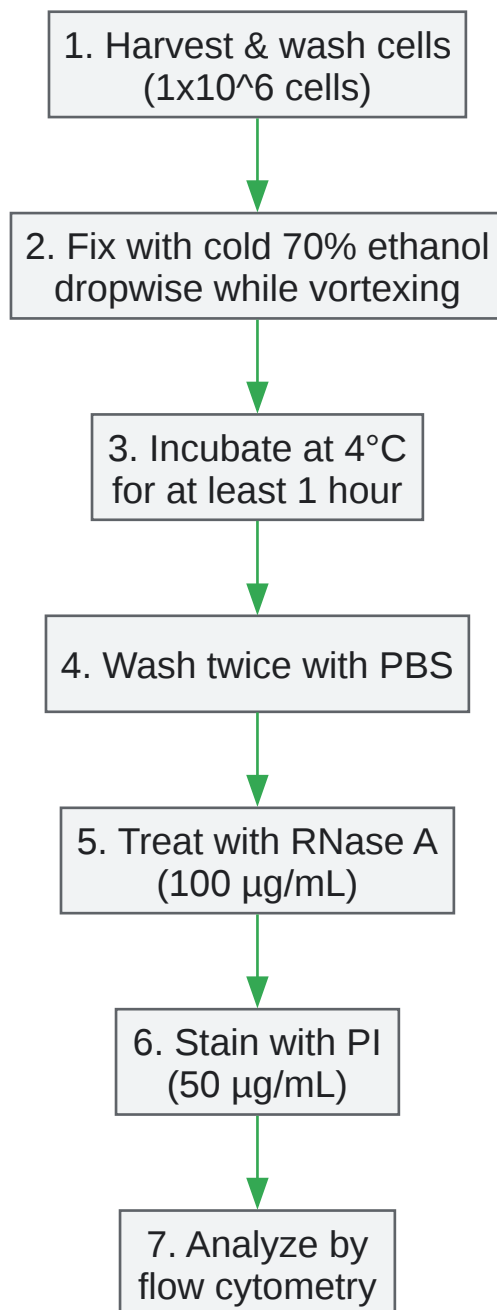 1. Harvest & wash cells
(1x10^6 cells)
2. Fix with cold 70% ethanol
dropwise while vortexing
3. Incubate at 4°C
for at least 1 hour
4. Wash twice with PBS
5. Treat with RNase A
(100 µg/mL)
6. Stain with PI
(50 µg/mL)
7. Analyze by
flow cytometry